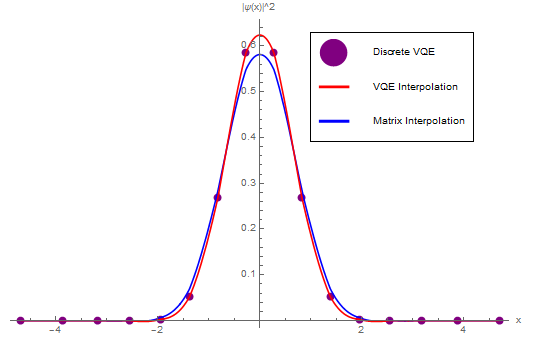 |ψ(x)|^2
0.6
0.5
0.4
0.3
0.2
0.1
-4
-2
2
4
x
Discrete VQE
VQE Interpolation
Matrix Interpolation